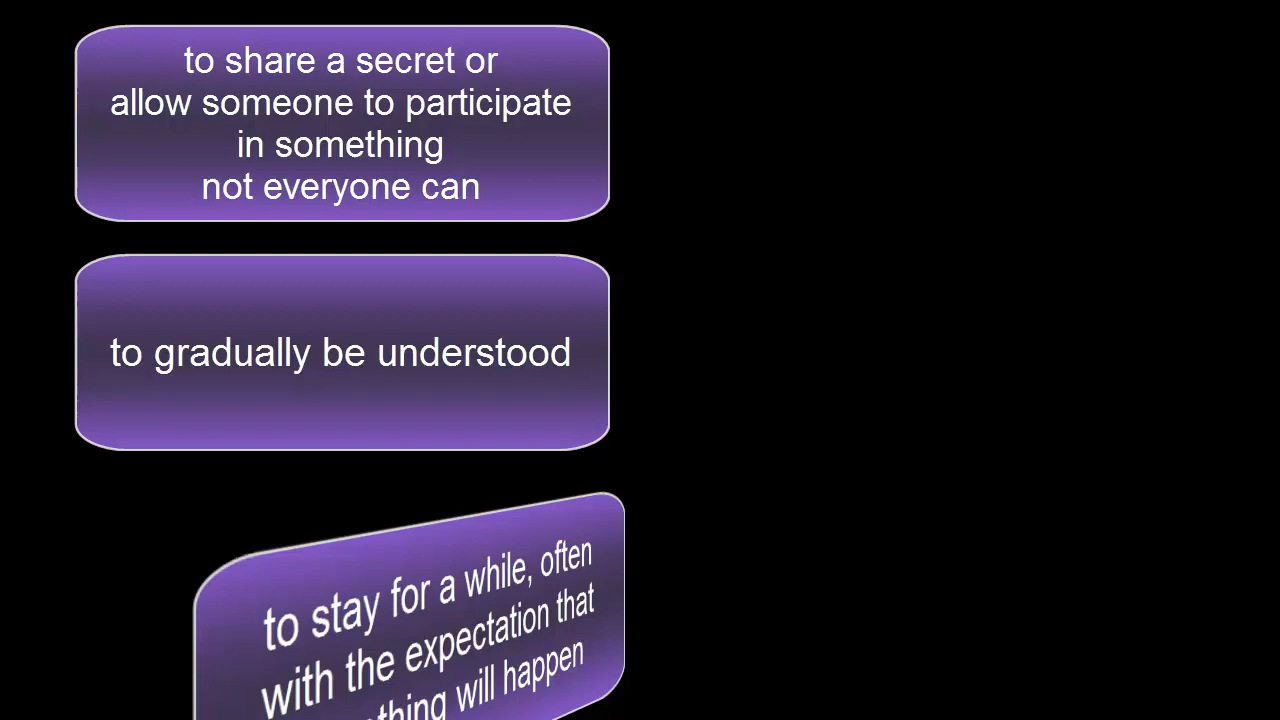 to share a secret or
allow someone to participate
in something
not everyone can
to gradually be understood
to stay for a while, often
with the expectation that
will happen